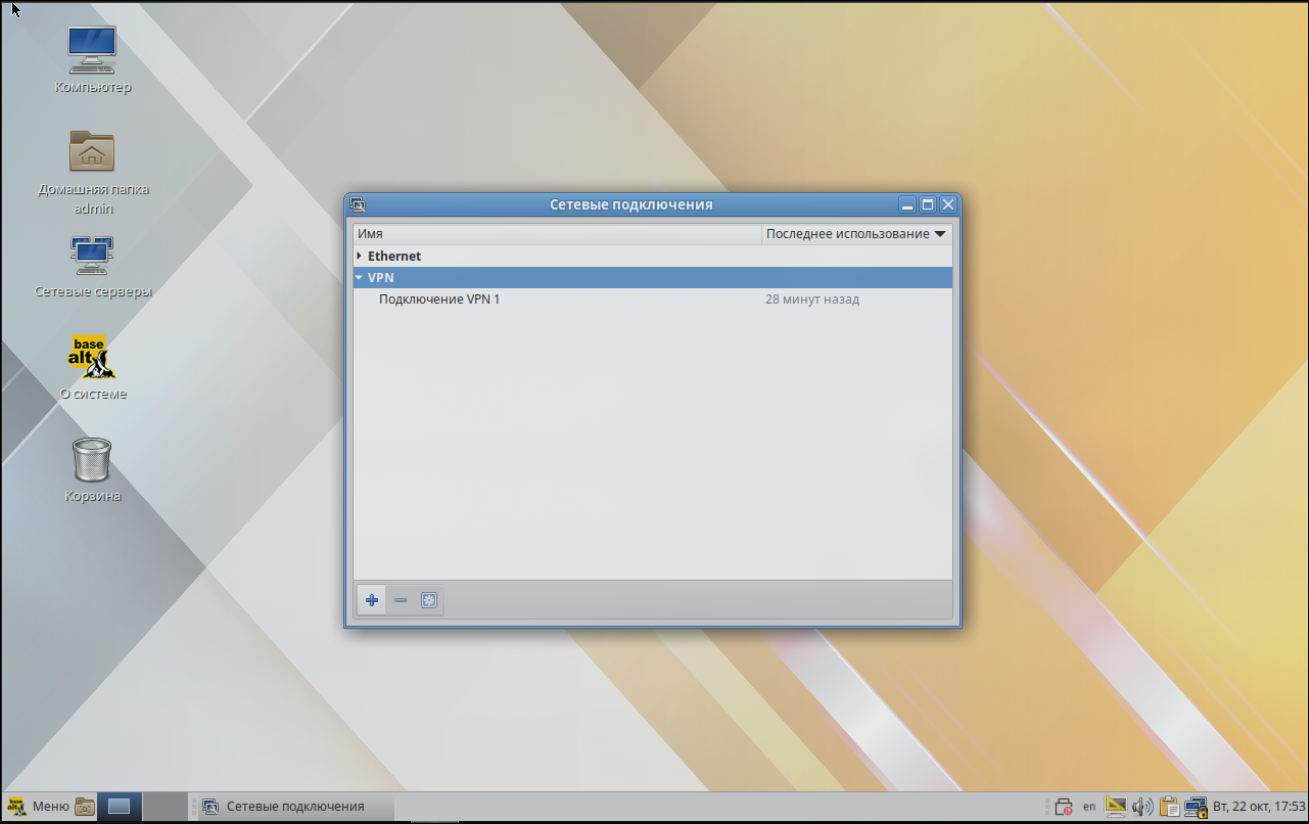 Компьютер
Домашняя папка
admin
Сетевые серверы
base
alt
О системе
Корзина
Сетевые подключения
Имя
Последнее использование
Ethernet
VPN
Подключение VPN 1
28 минут назад
Меню
Сетевые подключения
en
Вт, 22 окт, 17:53